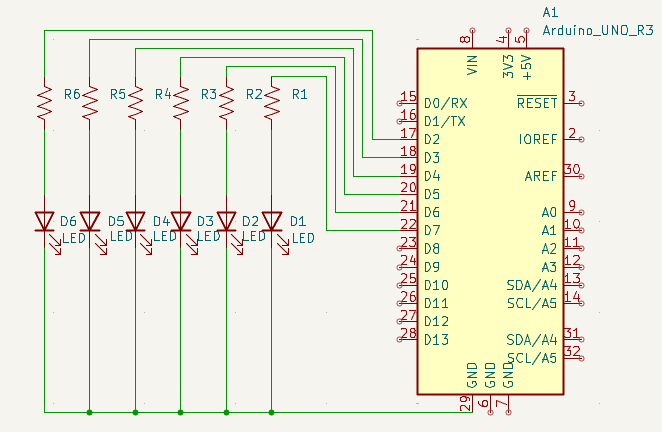 A1
Arduino_UNO_R3
8
4
5
VIN
3V3
+5V
R6
R5
R4
R3
R2
R1
15
D0/RX
RESET
3
16
D1/TX
17
D2
IOREF
2
18
D3
19
D4
AREF
30
20
D5
21
D6
A0
9
22
D7
A1
10
23
D8
A2
11
24
D9
A3
12
25
D10
SDA/A4
13
26
D11
SCL/A5
14
27
D12
28
D13
SDA/A4
31
SCL/A5
32
D6
D5
D4
D3
D2
D1
LED
LED
LED
LED
LED
LED
GND
GND
GND
29
6
7